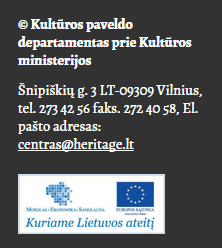 © Kultūros paveldo
departamentas prie Kultūros
ministerijos
Šnipiškių g. 3 LT-09309 Vilnius,
tel. 273 42 56 faks. 272 40 58, El.
pašto adresas:
centras@heritage.lt
MOKSLAS • EKONOMIKA • SANGLAUDA
EUROPOS SĄJUNGA
Kuriame Lietuvos ateitį